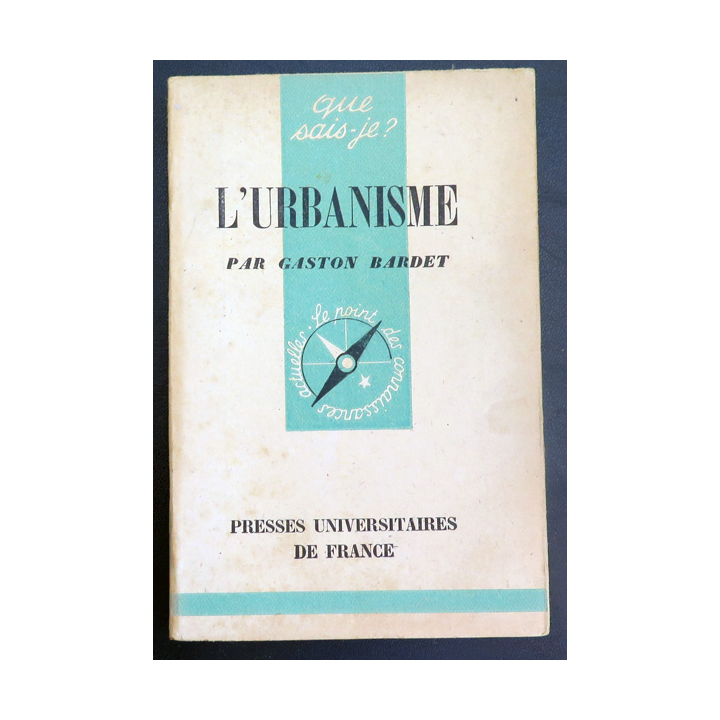 que
sais-je?
L'URBANISME
PAR GASTON BARDET
le point des connaissances actuelles.
PRESSES UNIVERSITAIRES
DE FRANCE